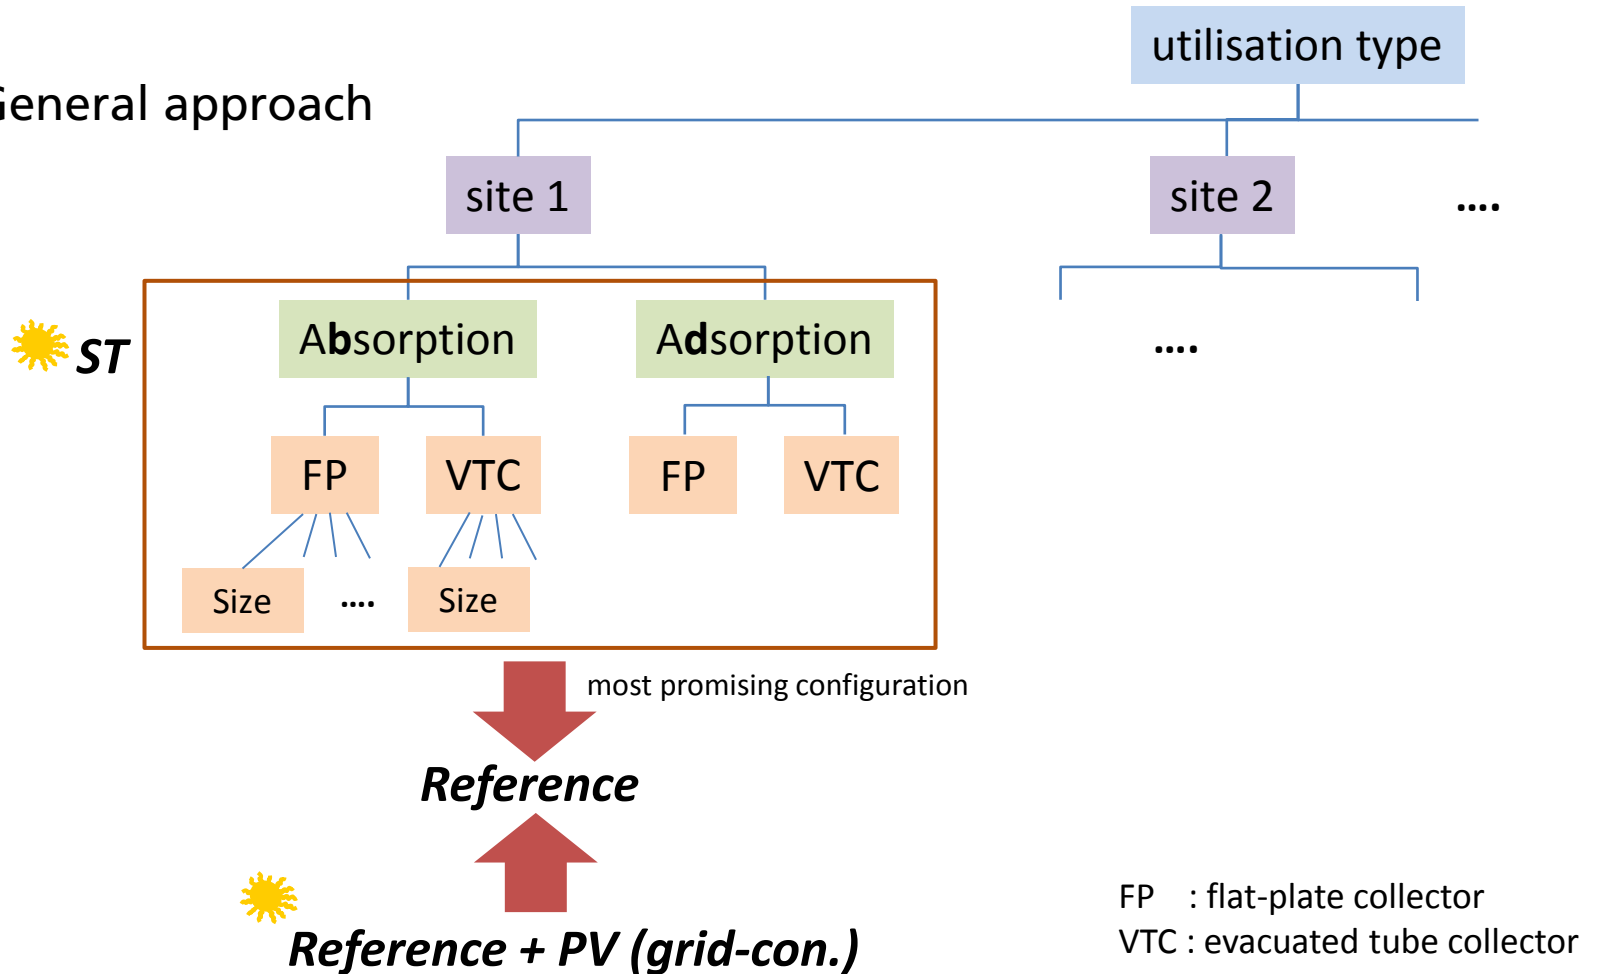 utilisation type
General approach
site 1
site 2
....
ST
Absorption
Adsorption
....
FP
VTC
FP
VTC
Size
....
Size
most promising configuration
Reference
Reference + PV (grid-con.)
FP : flat-plate collector
VTC : evacuated tube collector